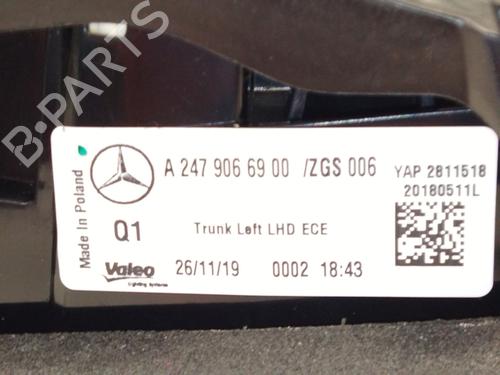 B-PARTS
Made In Poland
A 247 906 69 00 /ZGS 006
YAP 2811518
20180511L
Q1
Trunk Left LHD ECE
Valeo
Lighting Systems
26/11/19 0002 18:43